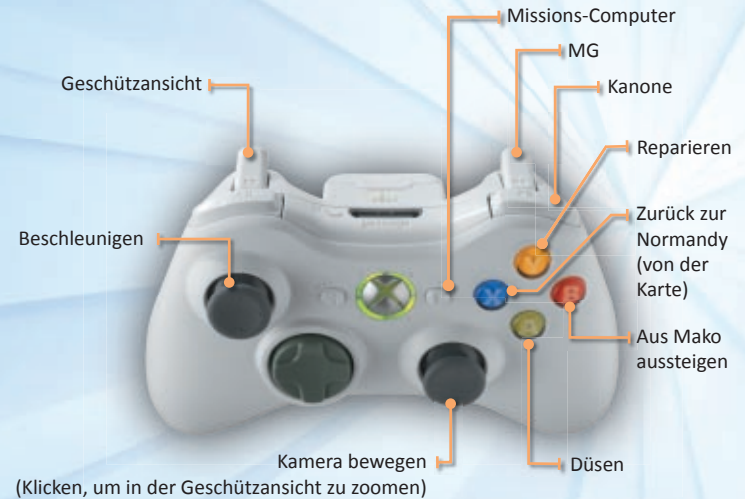 Missions-Computer
MG
Geschützansicht
Kanone
Reparieren
Beschleunigen
Zurück zur
Normandy
(von der
Karte)
Aus Mako
aussteigen
Kamera bewegen
(Klicken, um in der Geschützansicht zu zoomen)
Düsen
Y
X
B